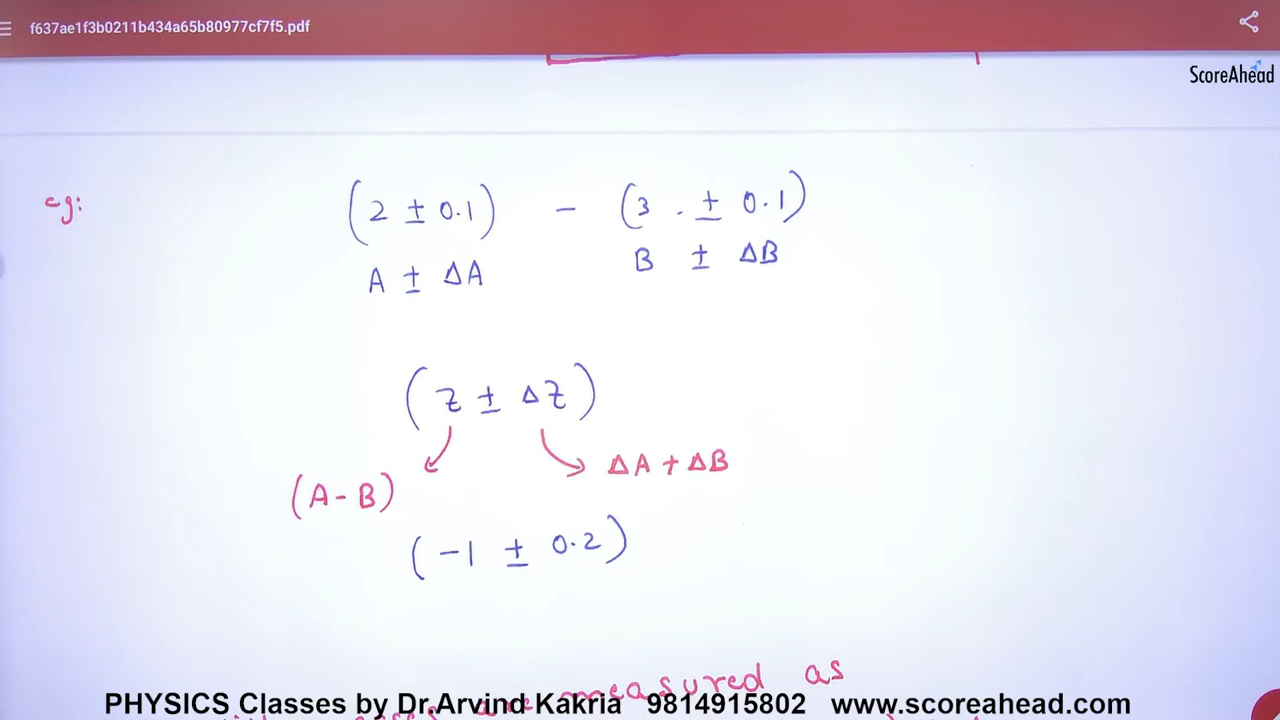 f637ae1f3b0211b434a65b80977cf7f5.pdf
ScoreAhead
eg:
(2 ± 0.1) - (3 . ± 0.1)
A ± ΔA B ± ΔB
(Z ± ΔZ)
(A - B) ΔA + ΔB
(-1 ± 0.2)
measured as
PHYSICS Classes by Dr.Arvind Kakria 9814915802 www.scoreahead.com